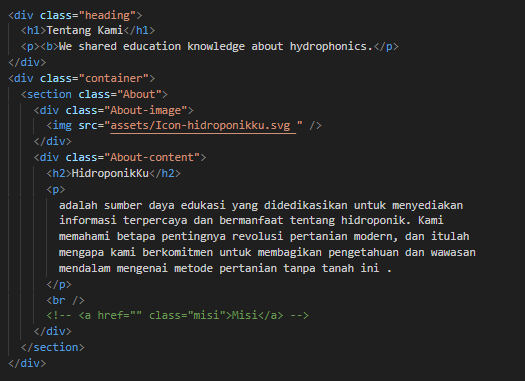 <div class="heading">
<h1>Tentang Kami</h1>
<p><b>We shared education knowledge about hydrophonics.</p>
</div>
<div class="container">
<section class="About">
<div class="About-image">
<img src="assets/Icon-hidroponikku.svg " />
</div>
<div class="About-content">
<h2>HidroponikKu</h2>
<p>
adalah sumber daya edukasi yang didedikasikan untuk menyediakan
informasi terpercaya dan bermanfaat tentang hidroponik. Kami
memahami betapa pentingnya revolusi pertanian modern, dan itulah
mengapa kami berkomitmen untuk membagikan pengetahuan dan wawasan
mendalam mengenai metode pertanian tanpa tanah ini .
</p>
<br />
<!-- <a href="" class="misi">Misi</a> -->
</div>
</section>
</div>